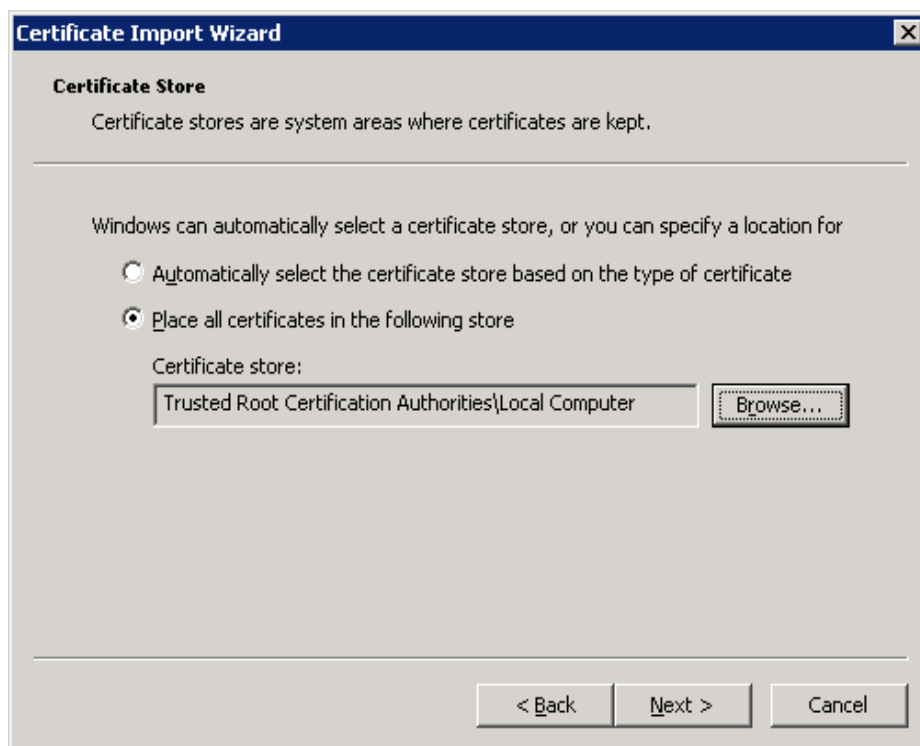 Certificate Import Wizard
Certificate Store
Certificate stores are system areas where certificates are kept.
Windows can automatically select a certificate store, or you can specify a location for
Automatically select the certificate store based on the type of certificate
Place all certificates in the following store
Certificate store:
Trusted Root Certification Authorities\Local Computer
Browse...
< Back
Next >
Cancel